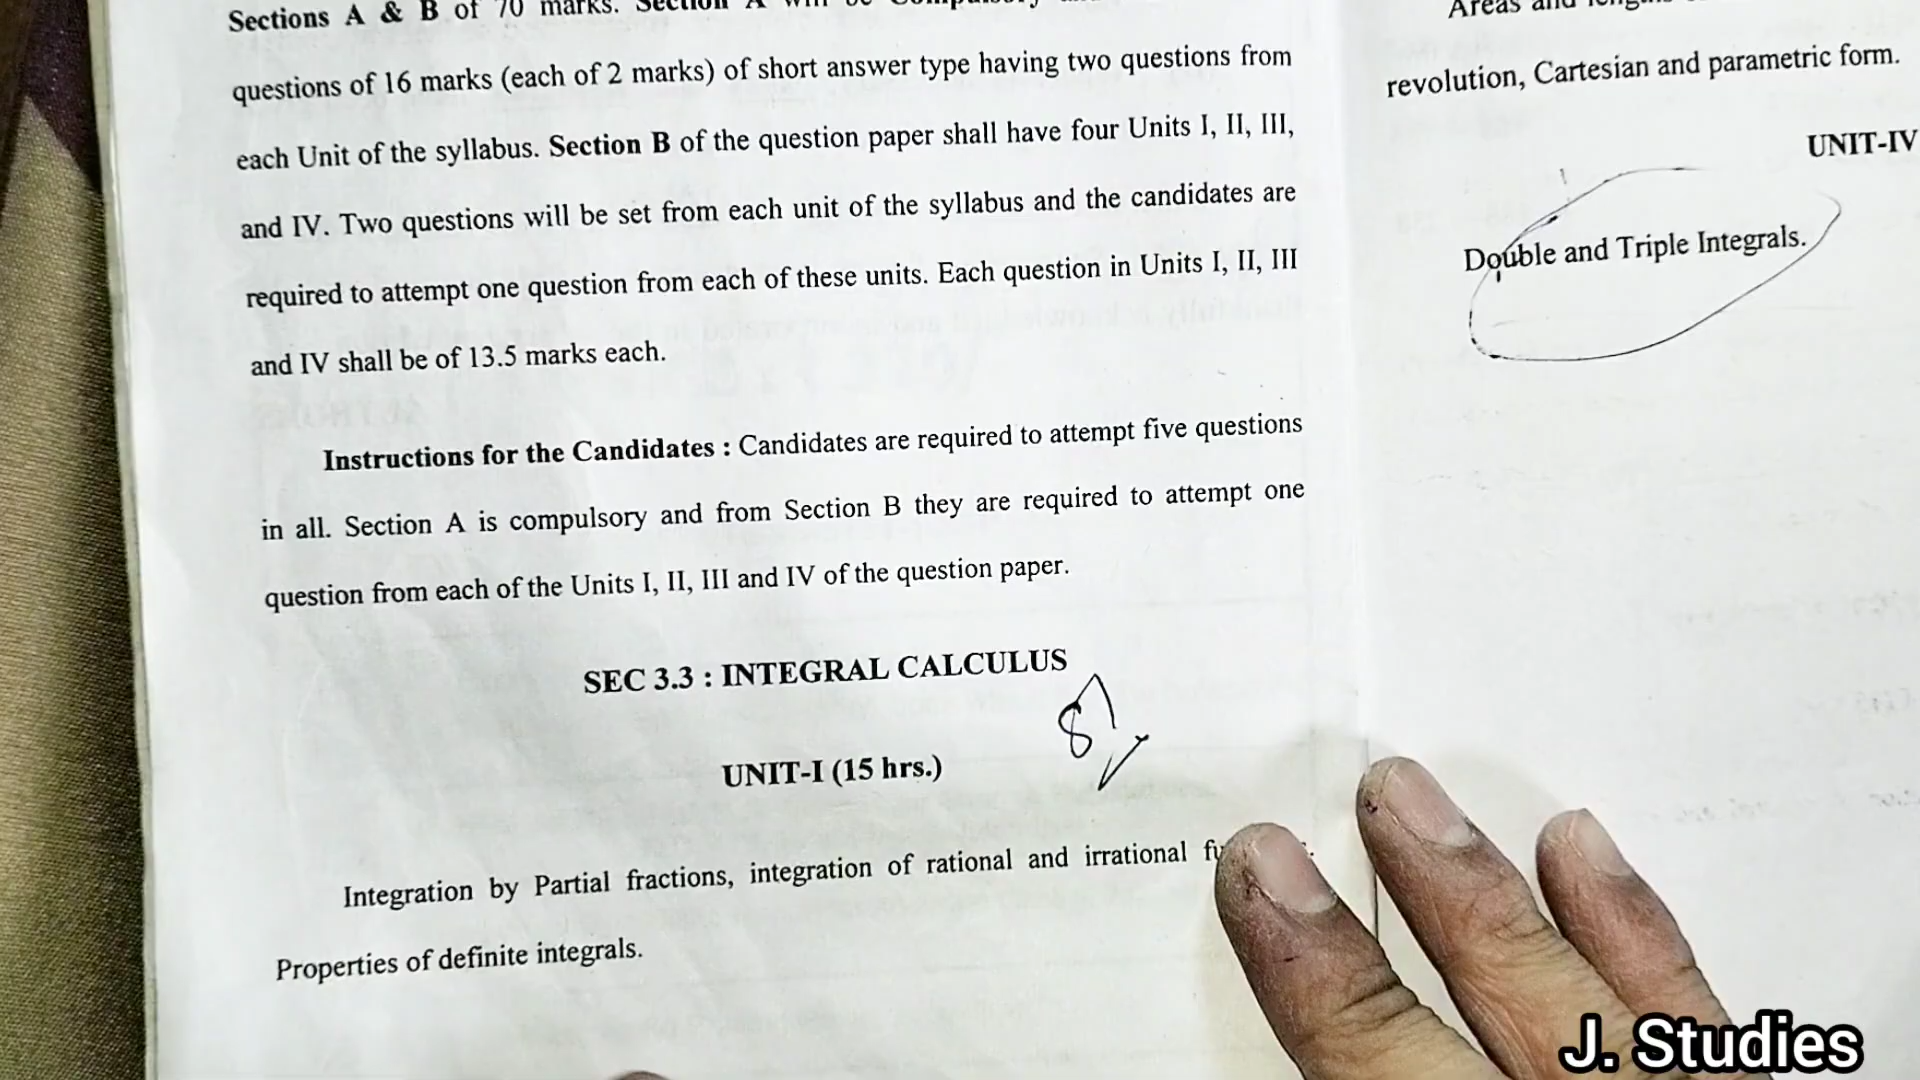 Sections A & B of 70 marks. Section A will be
questions of 16 marks (each of 2 marks) of short answer type having two questions from
each Unit of the syllabus. Section B of the question paper shall have four Units I, II, III,
and IV. Two questions will be set from each unit of the syllabus and the candidates are
required to attempt one question from each of these units. Each question in Units I, II, III
and IV shall be of 13.5 marks each.
Instructions for the Candidates : Candidates are required to attempt five questions
in all. Section A is compulsory and from Section B they are required to attempt one
question from each of the Units I, II, III and IV of the question paper.
SEC 3.3 : INTEGRAL CALCULUS
8
UNIT-I (15 hrs.)
Integration by Partial fractions, integration of rational and irrational
Properties of definite integrals.
Areas and
revolution, Cartesian and parametric form.
UNIT-IV
Double and Triple Integrals.
J. Studies